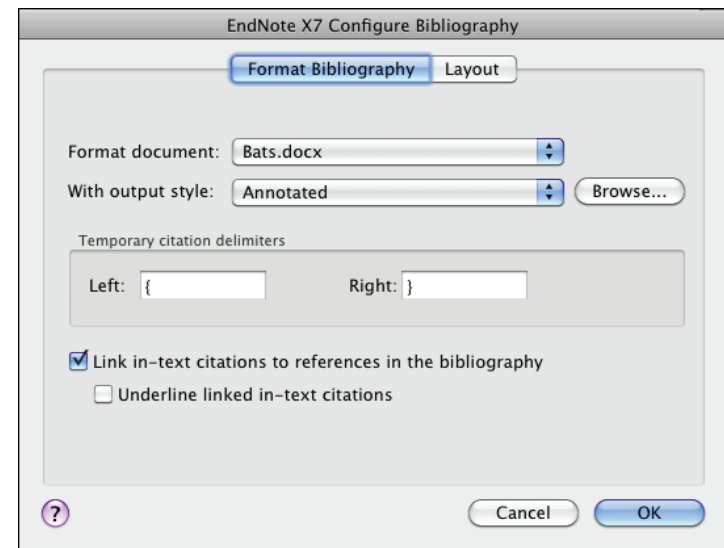 EndNote X7 Configure Bibliography
Format Bibliography Layout
Format document: Bats.docx
With output style: Annotated Browse...
Temporary citation delimiters
Left: { Right: }
Link in-text citations to references in the bibliography
Underline linked in-text citations
? Cancel OK